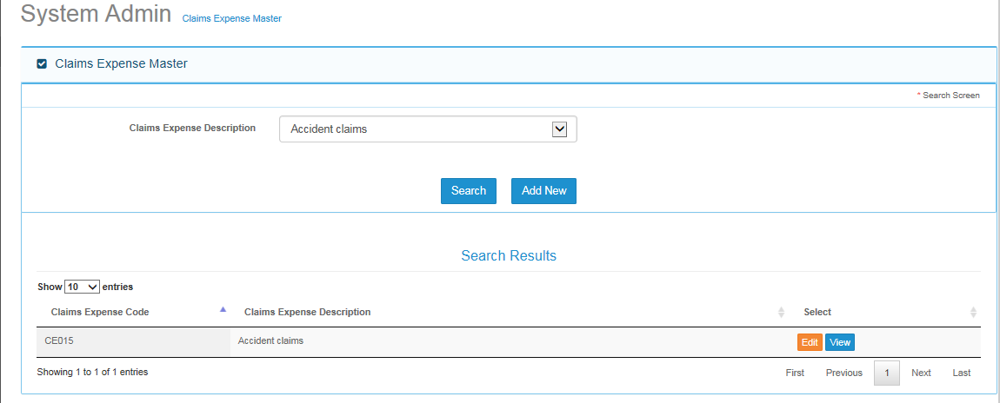 System Admin Claims Expense Master
Claims Expense Master
* Search Screen
Claims Expense Description Accident claims
Search Add New
Search Results
Show 10 entries
Claims Expense Code Claims Expense Description Select
CE015 Accident claims Edit View
Showing 1 to 1 of 1 entries First Previous 1 Next Last